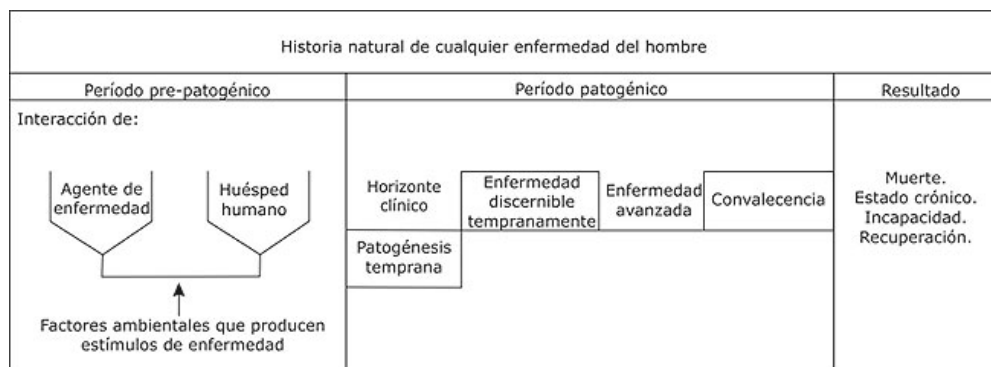 Historia natural de cualquier enfermedad del hombre
Período pre-patogénico
Período patogénico
Resultado
Interacción de:
Agente de
enfermedad
Huésped
humano
Factores ambientales que producen
estímulos de enfermedad
Horizonte
clínico
Patogénesis
temprana
Enfermedad
discernible
tempranamente
Enfermedad
avanzada
Convalecencia
Muerte.
Estado crónico.
Incapacidad.
Recuperación.